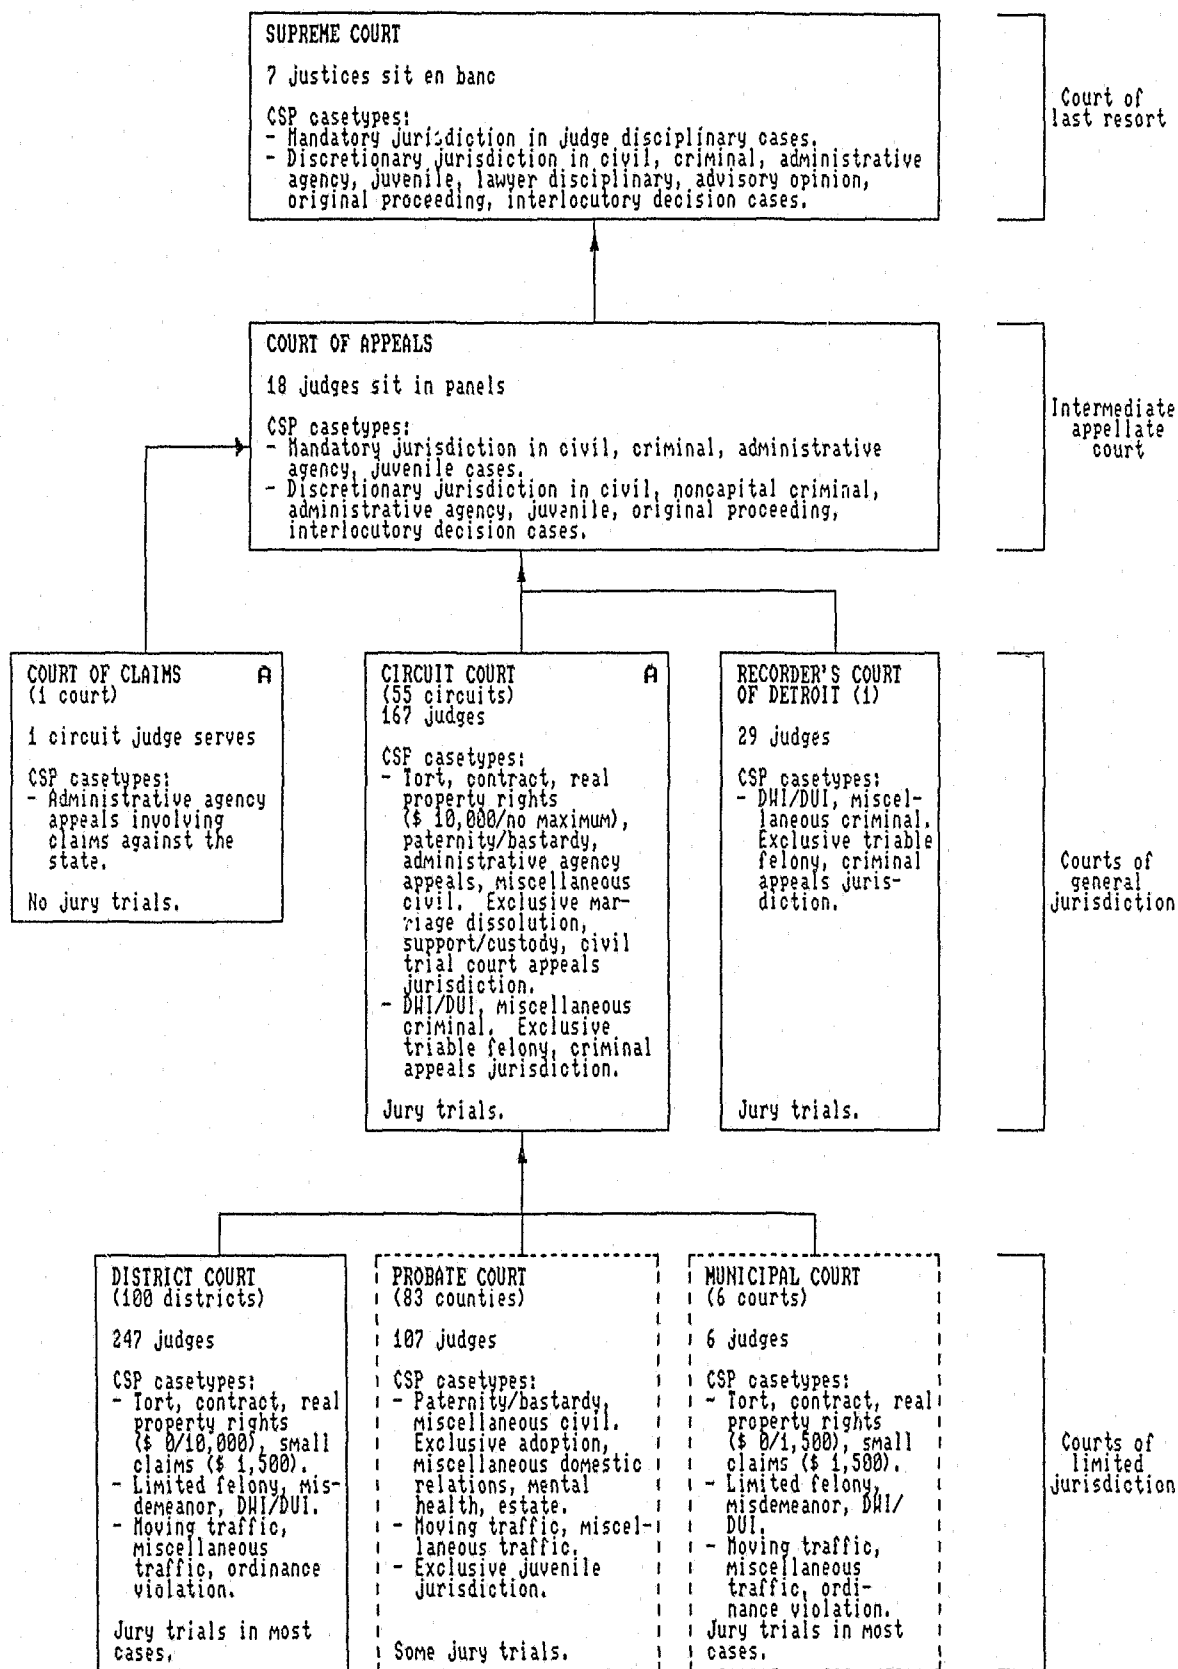 SUPREME COURT
7 justices sit en banc
CSP casetypes:
- Mandatory jurisdiction in judge disciplinary cases.
- Discretionary jurisdiction in civil, criminal, administrative
agency, juvenile, lawyer disciplinary, advisory opinion,
original proceeding, interlocutory decision cases.
Court of
last resort
COURT OF APPEALS
18 judges sit in panels
CSP casetypes:
- Mandatory jurisdiction in civil, criminal, administrative
agency, juvenile cases.
- Discretionary jurisdiction in civil, noncapital criminal,
administrative agency, juvenile, original proceeding,
interlocutory decision cases.
Intermediate
appellate
court
COURT OF CLAIMS A
(1 court)
1 circuit judge serves
CSP casetypes:
- Administrative agency
appeals involving
claims against the
state.
No jury trials.
CIRCUIT COURT A
(55 circuits)
167 judges
CSP casetypes:
- Tort, contract, real
property rights
($ 10,000/no maximum),
paternity/bastardy,
administrative agency
appeals, miscellaneous
civil. Exclusive mar-
riage dissolution,
support/custody, civil
trial court appeals
jurisdiction.
- DWI/DUI, miscellaneous
criminal. Exclusive
triable felony, criminal
appeals jurisdiction.
Jury trials.
RECORDER'S COURT
OF DETROIT (1)
29 judges
CSP casetypes:
- DWI/DUI, miscel-
laneous criminal.
Exclusive triable
felony, criminal
appeals juris-
diction.
Jury trials.
Courts of
general
jurisdiction
DISTRICT COURT
(100 districts)
247 judges
CSP casetypes:
- Tort, contract, real
property rights
($ 0/10,000), small
claims ($ 1,500).
- Limited felony, mis-
demeanor, DWI/DUI.
- Moving traffic,
miscellaneous
traffic, ordinance
violation.
Jury trials in most
cases.
PROBATE COURT
(83 counties)
107 judges
CSP casetypes:
- Paternity/bastardy,
miscellaneous civil.
Exclusive adoption,
miscellaneous domestic
relations, mental
health, estate.
- Moving traffic, miscel-
laneous traffic.
- Exclusive juvenile
jurisdiction.
Some jury trials.
MUNICIPAL COURT
(6 courts)
6 judges
CSP casetypes:
- Tort, contract, real
property rights
($ 0/1,500), small
claims ($ 1,500).
- Limited felony,
misdemeanor, DWI/
DUI.
- Moving traffic,
miscellaneous
traffic, ordi-
nance violation.
Jury trials in most
cases.
Courts of
limited
jurisdiction